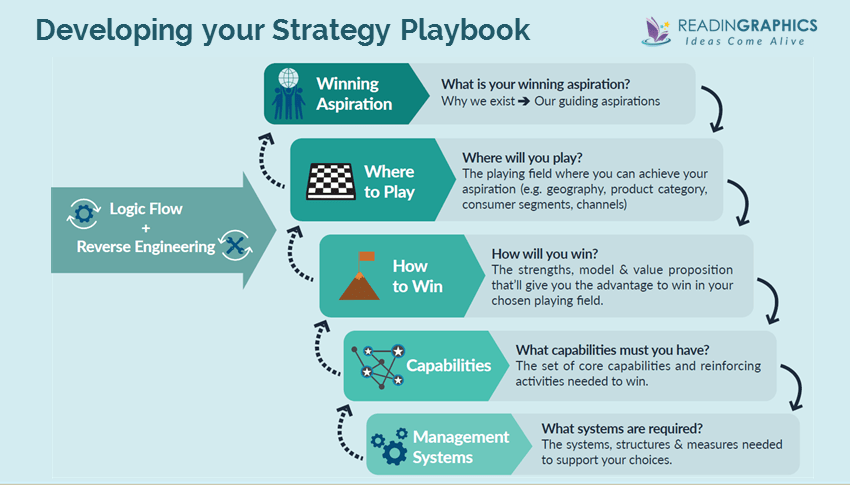 Developing your Strategy Playbook
READINGRAPHICS
Ideas Come Alive
Logic Flow
+
Reverse Engineering
Winning
Aspiration
What is your winning aspiration?
Why we exist ➔ Our guiding aspirations
Where
to Play
Where will you play?
The playing field where you can achieve your
aspiration (e.g. geography, product category,
consumer segments, channels)
How
to Win
How will you win?
The strengths, model & value proposition
that'll give you the advantage to win in your
chosen playing field.
Capabilities
What capabilities must you have?
The set of core capabilities and reinforcing
activities needed to win.
Management
Systems
What systems are required?
The systems, structures & measures needed
to support your choices.